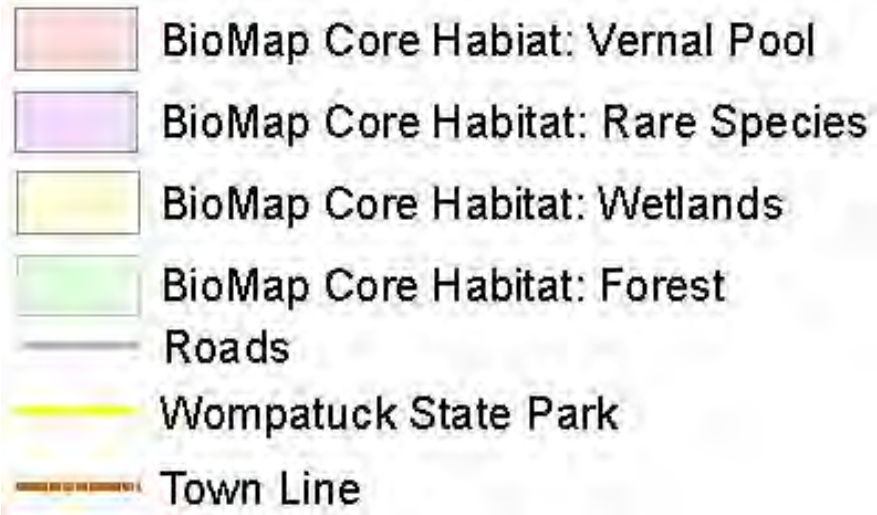 BioMap Core Habiat: Vernal Pool
BioMap Core Habitat: Rare Species
BioMap Core Habitat: Wetlands
BioMap Core Habitat: Forest
Roads
Wompatuck State Park
Town Line